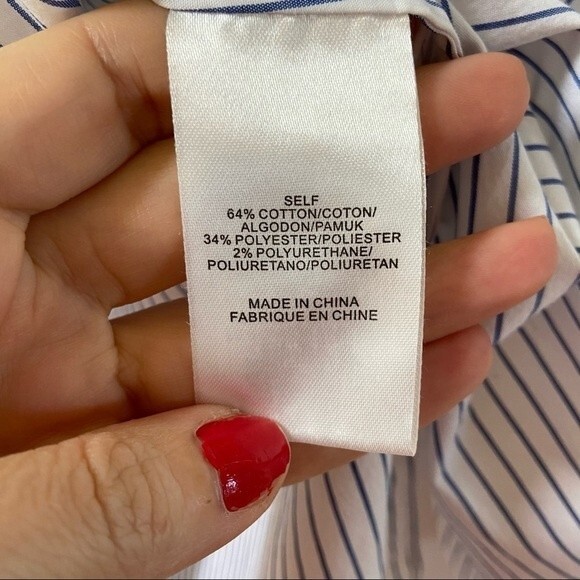 SELF
64% COTTON/COTON/
ALGODON/PAMUK
34% POLYESTER/POLIESTER
2% POLYURETHANE/
POLIURETANO/POLIURETAN
MADE IN CHINA
FABRIQUE EN CHINE